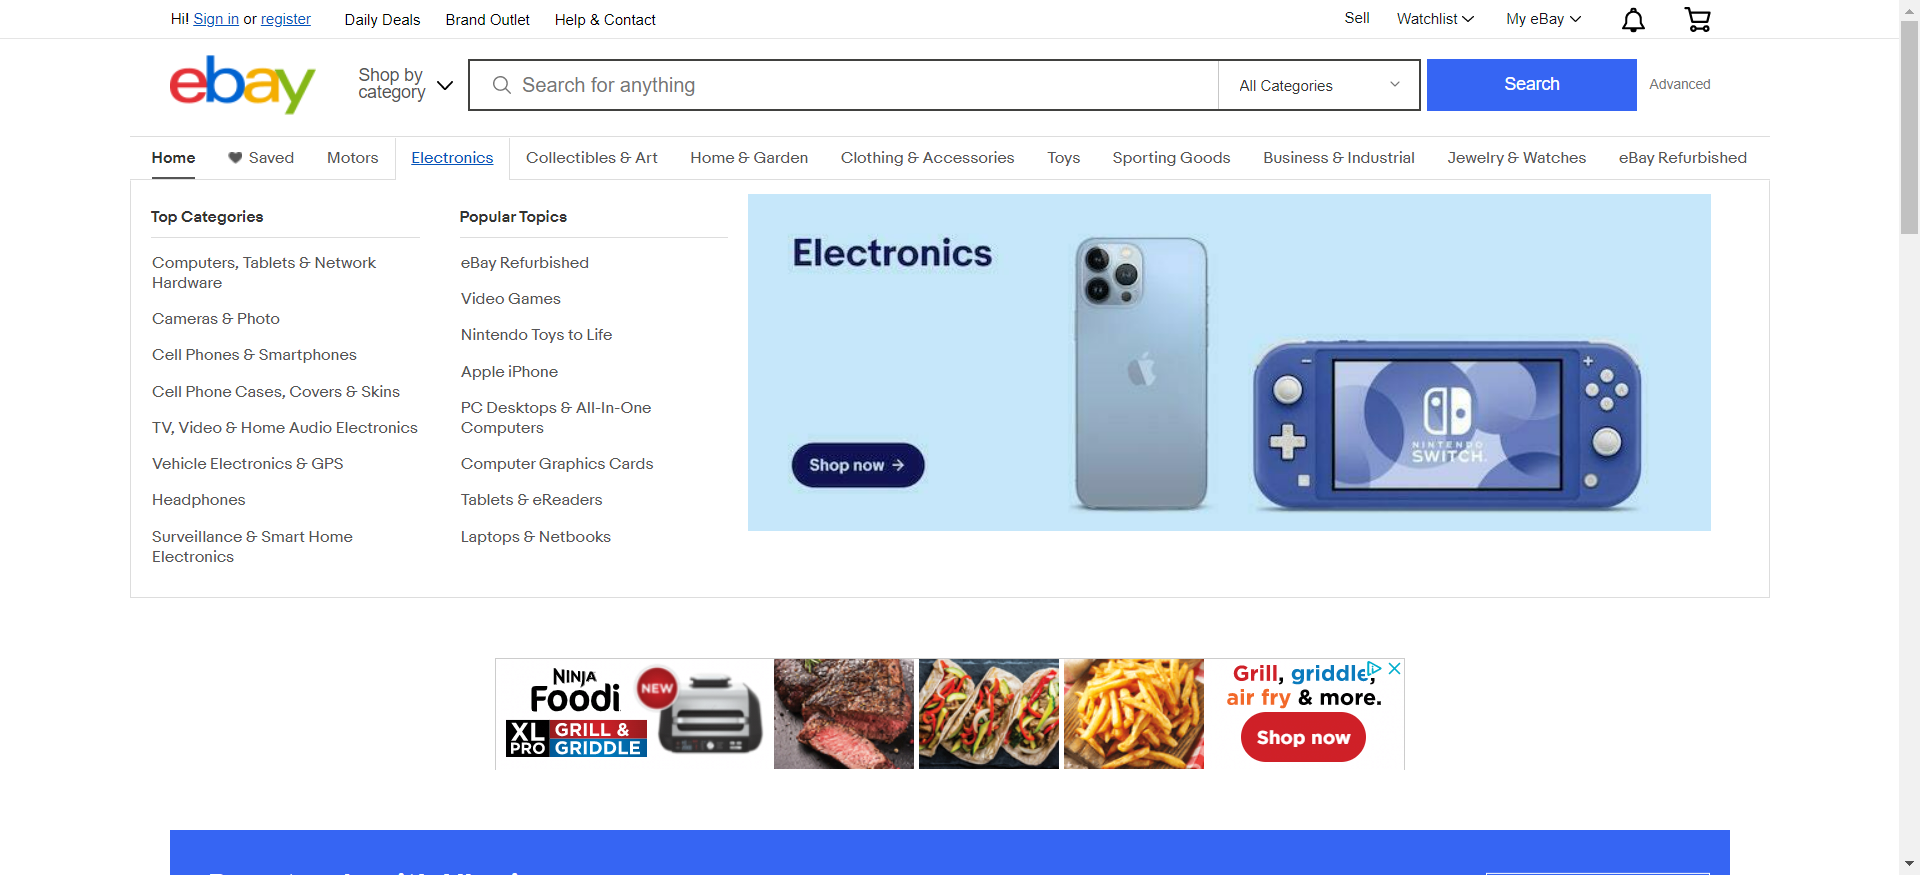 Hi! Sign in or register Daily Deals Brand Outlet Help & Contact Sell Watchlist My eBay
ebay
Shop by
category
Search for anything
All Categories
Search
Advanced
Home Saved Motors Electronics Collectibles & Art Home & Garden Clothing & Accessories Toys Sporting Goods Business & Industrial Jewelry & Watches eBay Refurbished
Top Categories
Computers, Tablets & Network
Hardware
Cameras & Photo
Cell Phones & Smartphones
Cell Phone Cases, Covers & Skins
TV, Video & Home Audio Electronics
Vehicle Electronics & GPS
Headphones
Surveillance & Smart Home
Electronics
Popular Topics
eBay Refurbished
Video Games
Nintendo Toys to Life
Apple iPhone
PC Desktops & All-In-One
Computers
Computer Graphics Cards
Tablets & eReaders
Laptops & Netbooks
Electronics
Shop now
NINTENDO
SWITCH
NINJA
Foodi
XL
PRO
GRILL &
GRIDDLE
NEW
Grill, griddle,
air fry & more.
Shop now